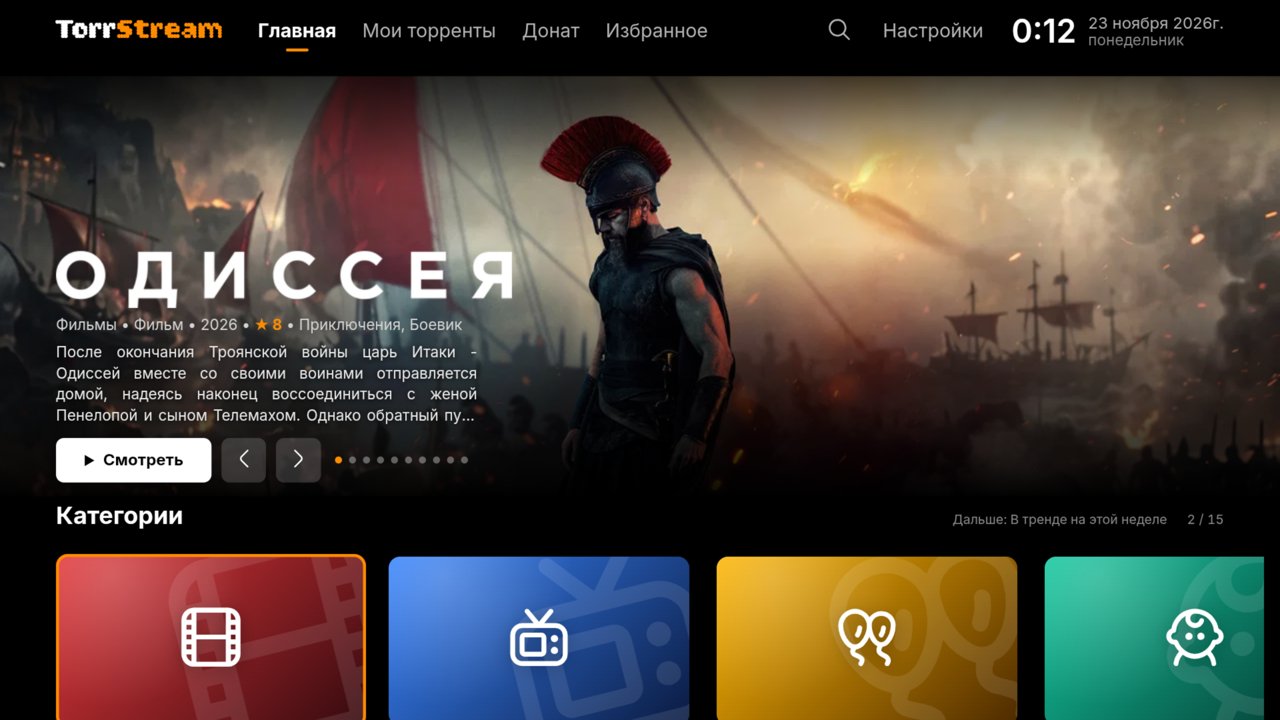 TorrStream Главная Мои торренты Донат Избранное Настройки 0:12 23 ноября 2026г.
понедельник
ОДИССЕЯ
Фильмы • Фильм • 2026 • ★ 8 • Приключения, Боевик
После окончания Троянской войны царь Итаки -
Одиссей вместе со своими воинами отправляется
домой, надеясь наконец воссоединиться с женой
Пенелопой и сыном Телемахом. Однако обратный пу...
Смотреть
Категории Дальше: В тренде на этой неделе 2 / 15